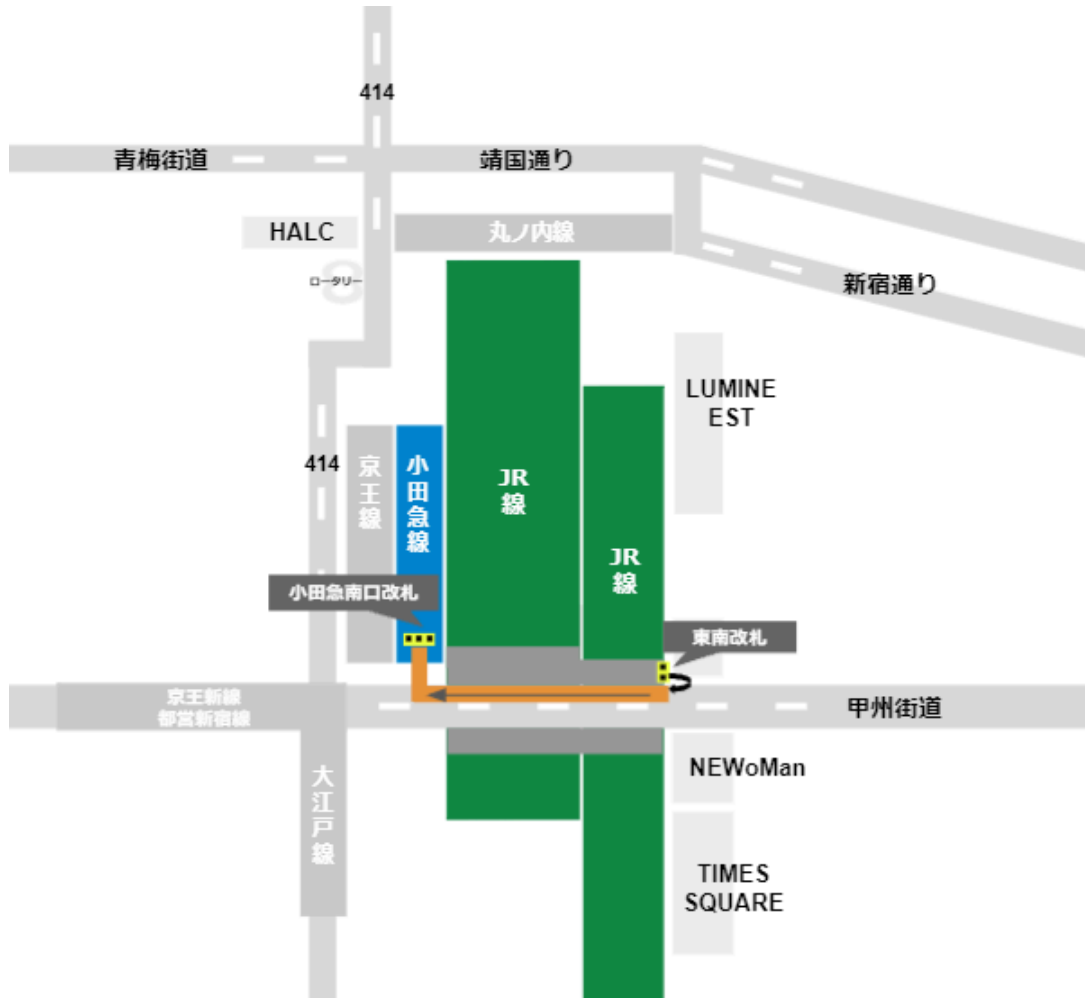 414
青梅街道
靖国通り
HALC
丸ノ内線
ロータリー
新宿通り
LUMINE
EST
414
京王線
小田急線
JR
線
JR
線
小田急南口改札
東南改札
京王新線
都営新宿線
甲州街道
大江戸線
NEWoMan
TIMES
SQUARE